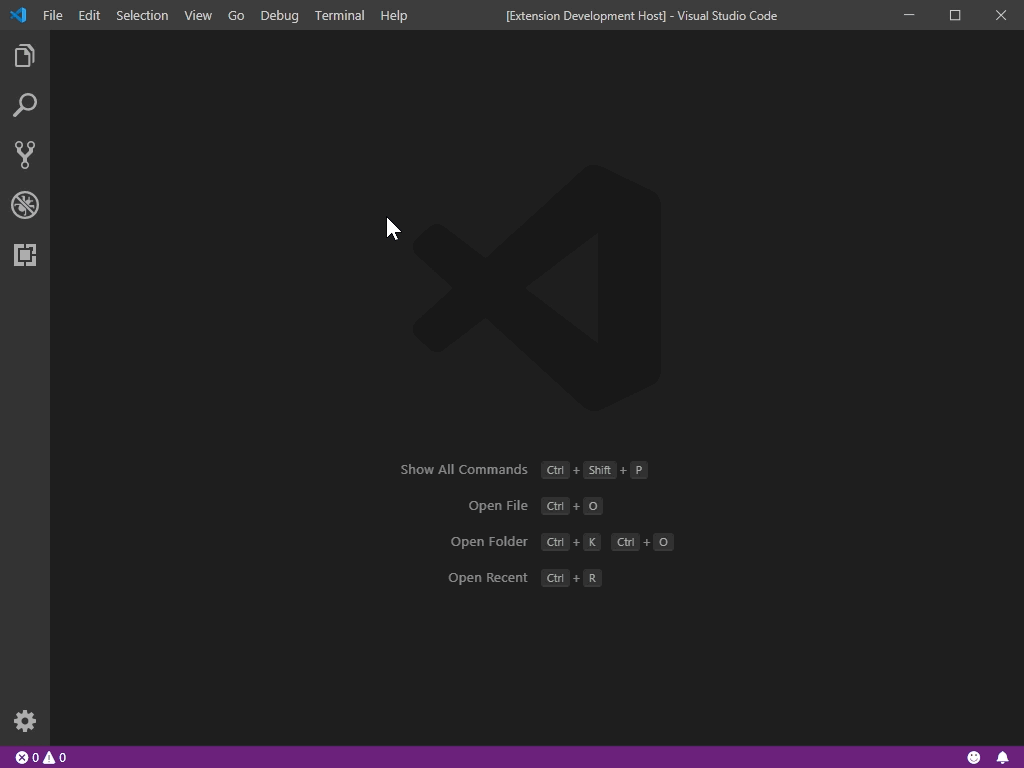 File Edit Selection View Go Debug Terminal Help [Extension Development Host] - Visual Studio Code
Show All Commands Ctrl + Shift + P
Open File Ctrl + O
Open Folder Ctrl + K Ctrl + O
Open Recent Ctrl + R
0 0